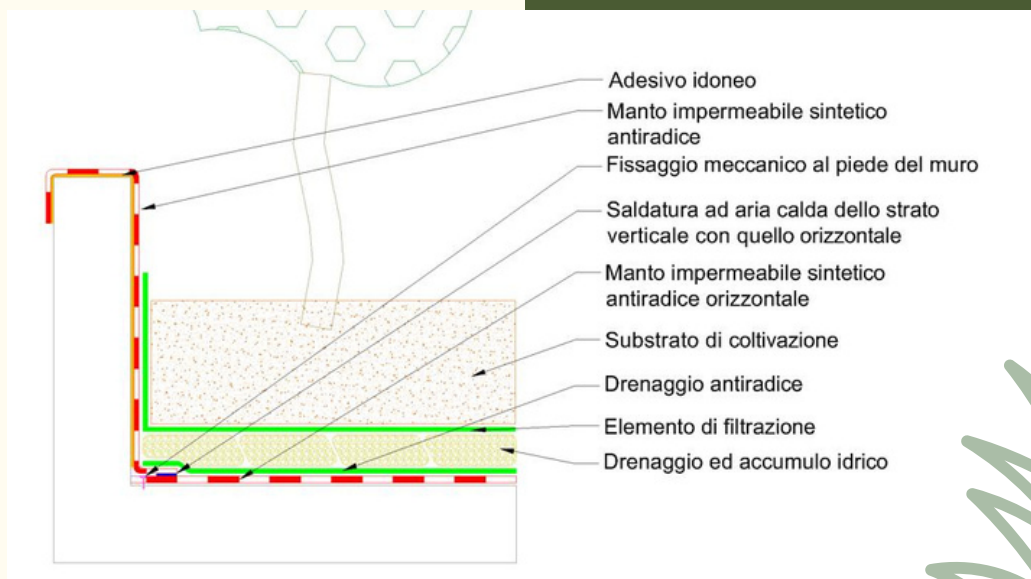 Adesivo idoneo
Manto impermeabile sintetico
antiradice
Fissaggio meccanico al piede del muro
Saldatura ad aria calda dello strato
verticale con quello orizzontale
Manto impermeabile sintetico
antiradice orizzontale
Substrato di coltivazione
Drenaggio antiradice
Elemento di filtrazione
Drenaggio ed accumulo idrico